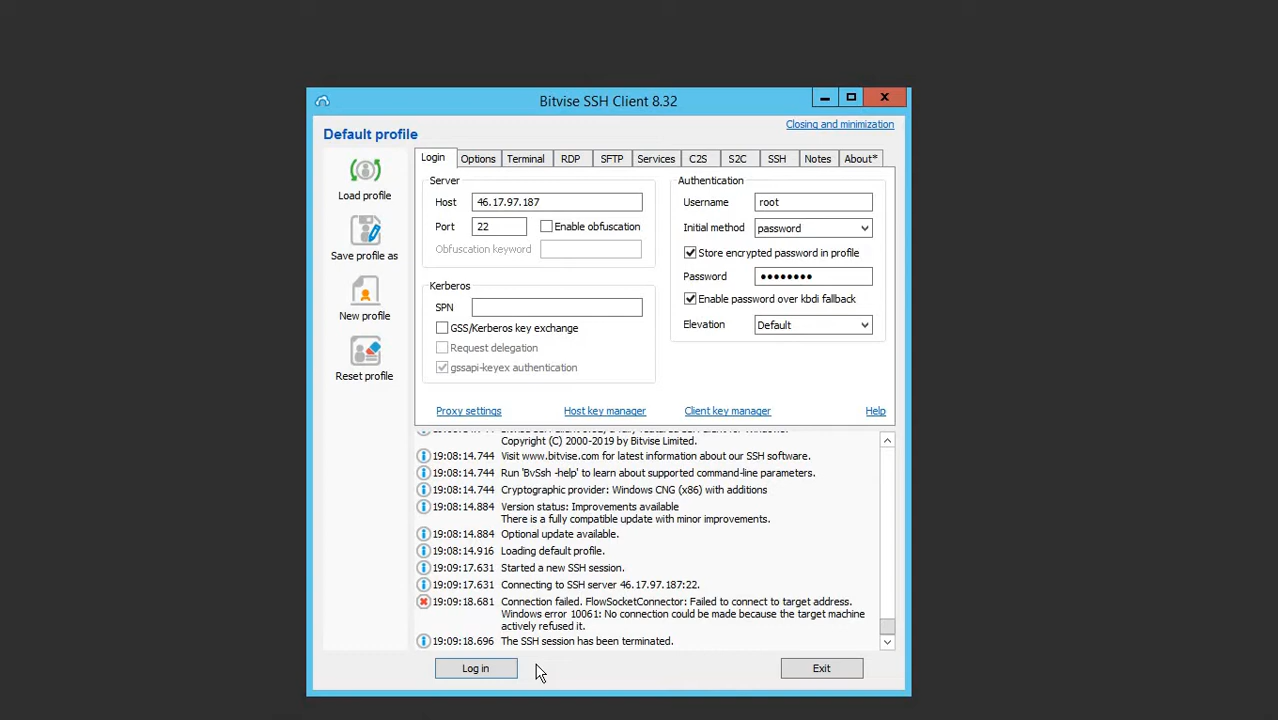 Bitvise SSH Client 8.32
Default profile
Closing and minimization
Load profile
Save profile as
New profile
Reset profile
Login
Options
Terminal
RDP
SFTP
Services
C2S
S2C
SSH
Notes
About*
Server
Host 46.17.97.187
Port 22
Enable obfuscation
Obfuscation keyword
Kerberos
SPN
GSS/Kerberos key exchange
Request delegation
gssapi-keyex authentication
Authentication
Username root
Initial method password
Store encrypted password in profile
Password ●●●●●●●●
Enable password over kbdi fallback
Elevation Default
Proxy settings
Host key manager
Client key manager
Help
Copyright (C) 2000-2019 by Bitvise Limited.
19:08:14.744 Visit www.bitvise.com for latest information about our SSH software.
19:08:14.744 Run 'BvSsh -help' to learn about supported command-line parameters.
19:08:14.744 Cryptographic provider: Windows CNG (x86) with additions
19:08:14.884 Version status: Improvements available
There is a fully compatible update with minor improvements.
19:08:14.884 Optional update available.
19:08:14.916 Loading default profile.
19:09:17.631 Started a new SSH session.
19:09:17.631 Connecting to SSH server 46.17.97.187:22.
19:09:18.681 Connection failed. FlowSocketConnector: Failed to connect to target address.
Windows error 10061: No connection could be made because the target machine
actively refused it.
19:09:18.696 The SSH session has been terminated.
Log in
Exit